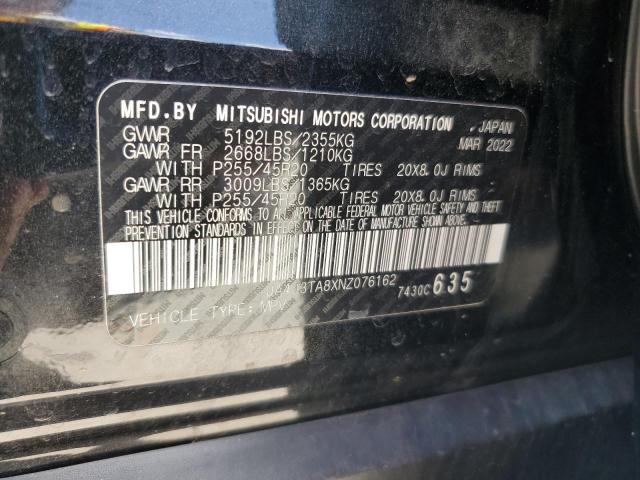 MFD.BY MITSUBISHI MOTORS CORPORATION . JAPAN
GVWR 5192LBS/2355KG MAR 2022
GAWR FR 2668LBS/1210KG
WITH P255/45R20 TIRES 20X8.0J RIMS
GAWR RR 3009LBS/1365KG
WITH P255/45R20 TIRES 20X8.0J RIMS
THIS VEHICLE CONFORMS TO ALL APPLICABLE FEDERAL MOTOR VEHICLE SAFETY AND THEFT
PREVENTION STANDARDS IN EFFECT ON THE DATE OF MANUFACTURE SHOWN ABOVE.
TA8XNZ076162 7430C 635
VEHICLE TYPE: MPV